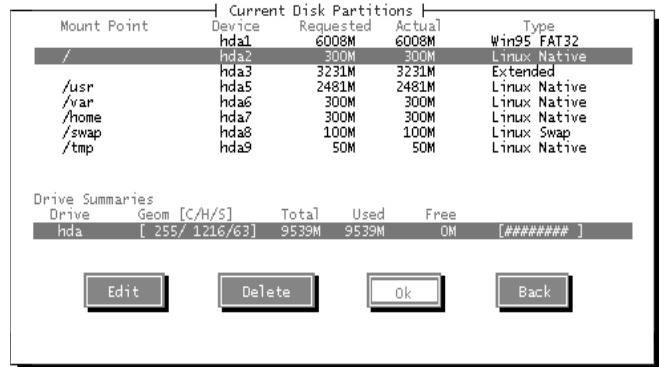 Current Disk Partitions
Mount Point Device Requested Actual Type
hda1 6008M 6008M Win95 FAT32
/ hda2 300M 300M Linux Native
hda3 3231M 3231M Extended
/usr hda5 2481M 2481M Linux Native
/var hda6 300M 300M Linux Native
/home hda7 300M 300M Linux Native
/swap hda8 100M 100M Linux Swap
/tmp hda9 50M 50M Linux Native
Drive Summaries
Drive Geom [C/H/S] Total Used Free
hda [ 255/ 1216/63] 9539M 9539M 0M [######## ]
Edit Delete Ok Back